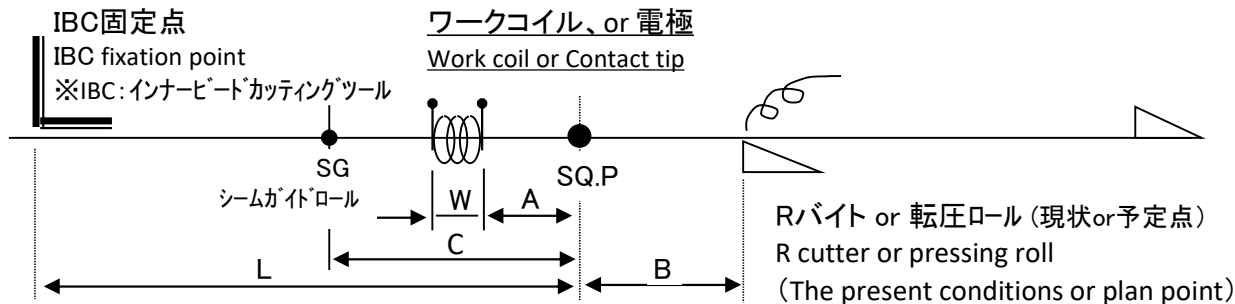 IBC固定点
IBC fixation point
※IBC：インナービードカッティングツール
ワークコイル、or 電極
Work coil or Contact tip
SG
シームガイドロール
SQ.P
W
A
C
L
B
Rバイト or 転圧ロール（現状or予定点）
R cutter or pressing roll
（The present conditions or plan point）